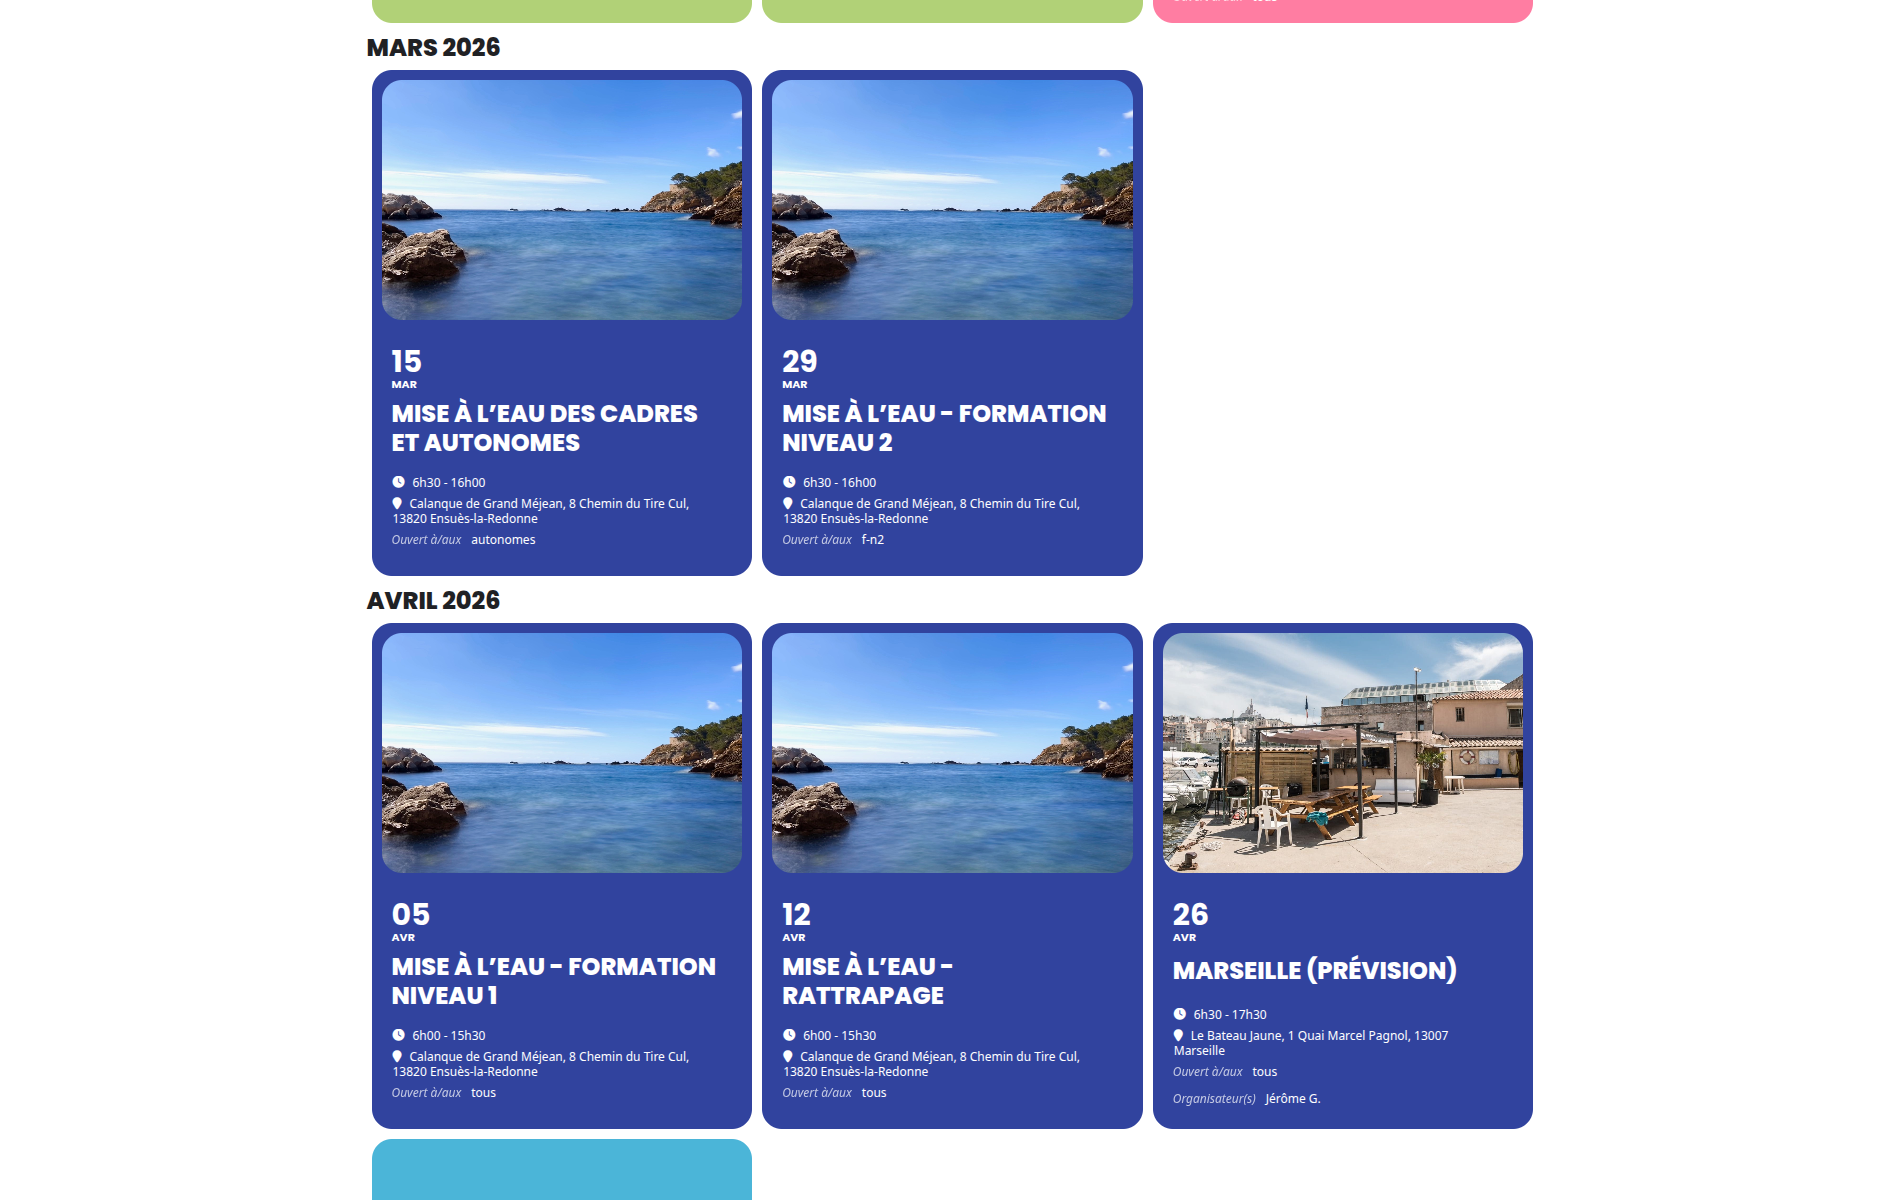 MARS 2026
15
MAR
MISE À L’EAU DES CADRES
ET AUTONOMES
6h30 - 16h00
Calanque de Grand Méjean, 8 Chemin du Tire Cul,
13820 Ensuès-la-Redonne
Ouvert à/aux autonomes
29
MAR
MISE À L’EAU – FORMATION
NIVEAU 2
6h30 - 16h00
Calanque de Grand Méjean, 8 Chemin du Tire Cul,
13820 Ensuès-la-Redonne
Ouvert à/aux f-n2
AVRIL 2026
05
AVR
MISE À L’EAU – FORMATION
NIVEAU 1
6h00 - 15h30
Calanque de Grand Méjean, 8 Chemin du Tire Cul,
13820 Ensuès-la-Redonne
Ouvert à/aux tous
12
AVR
MISE À L’EAU –
RATTRAPAGE
6h00 - 15h30
Calanque de Grand Méjean, 8 Chemin du Tire Cul,
13820 Ensuès-la-Redonne
Ouvert à/aux tous
26
AVR
MARSEILLE (PRÉVISION)
6h30 - 17h30
Le Bateau Jaune, 1 Quai Marcel Pagnol, 13007
Marseille
Ouvert à/aux tous
Organisateur(s) Jérôme G.